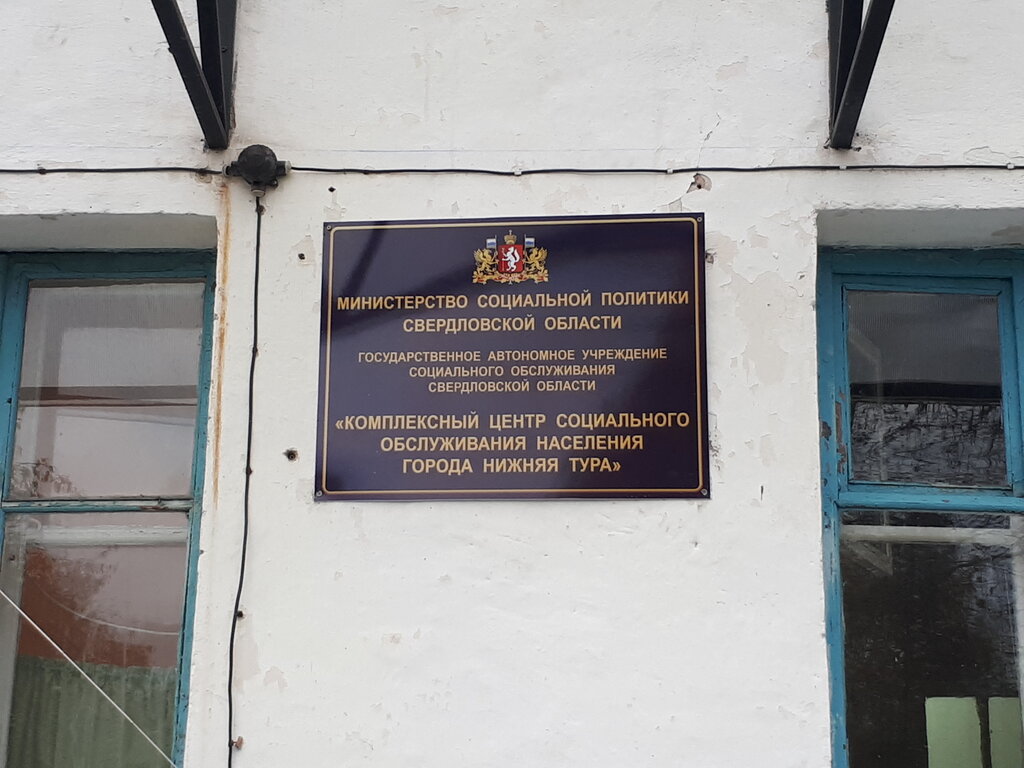 МИНИСТЕРСТВО СОЦИАЛЬНОЙ ПОЛИТИКИ
СВЕРДЛОВСКОЙ ОБЛАСТИ
ГОСУДАРСТВЕННОЕ АВТОНОМНОЕ УЧРЕЖДЕНИЕ
СОЦИАЛЬНОГО ОБСЛУЖИВАНИЯ
СВЕРДЛОВСКОЙ ОБЛАСТИ
«КОМПЛЕКСНЫЙ ЦЕНТР СОЦИАЛЬНОГО
ОБСЛУЖИВАНИЯ НАСЕЛЕНИЯ
ГОРОДА НИЖНЯЯ ТУРА»